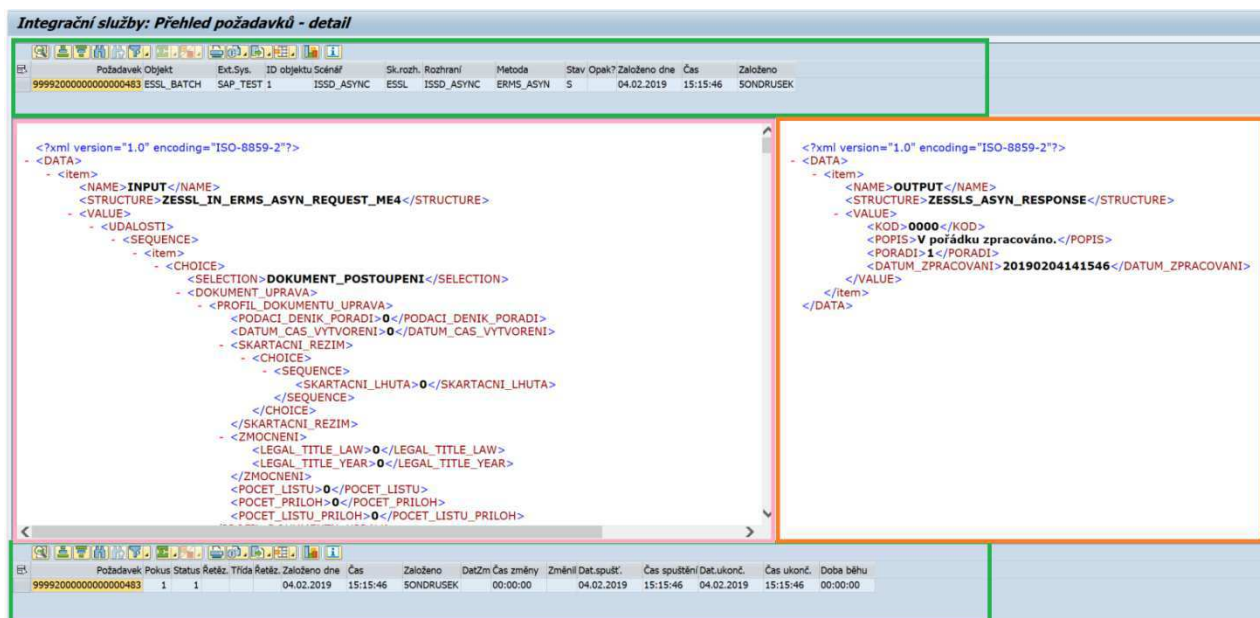 Integrační služby: Přehled požadavků - detail
Požadavek Objekt Ext.Sys. ID objektu Scénář Sk.rozh. Rozhraní Metoda Stav Opak? Založeno dne Čas Založeno
99992000000000000483 ESSL_BATCH SAP_TEST 1 ISSD_ASYNC ESSL ISSD_ASYNC ERMS_ASYN S 04.02.2019 15:15:46 5ONDRUSEK
<?xml version="1.0" encoding="ISO-8859-2"?>
- <DATA>
- <item>
<NAME>INPUT</NAME>
<STRUCTURE>ZESSL_IN_ERMS_ASYN_REQUEST_ME4</STRUCTURE>
- <VALUE>
- <UDALOSTI>
- <SEQUENCE>
- <item>
- <CHOICE>
<SELECTION>DOKUMENT_POSTOUPENI</SELECTION>
- <DOKUMENT_UPRAVA>
- <PROFIL_DOKUMENTU_UPRAVA>
<PODACI_DENIK_PORADI>0</PODACI_DENIK_PORADI>
<DATUM_CAS_VYTVORENI>0</DATUM_CAS_VYTVORENI>
- <SKARTACNI_REZIM>
- <CHOICE>
- <SEQUENCE>
<SKARTACNI_LHUTA>0</SKARTACNI_LHUTA>
</SEQUENCE>
</CHOICE>
</SKARTACNI_REZIM>
- <ZMOCNENI>
<LEGAL_TITLE_LAW>0</LEGAL_TITLE_LAW>
<LEGAL_TITLE_YEAR>0</LEGAL_TITLE_YEAR>
</ZMOCNENI>
<POCET_LISTU>0</POCET_LISTU>
<POCET_PRILOH>0</POCET_PRILOH>
<POCET_LISTU_PRILOH>0</POCET_LISTU_PRILOH>
<?xml version="1.0" encoding="ISO-8859-2"?>
- <DATA>
- <item>
<NAME>OUTPUT</NAME>
<STRUCTURE>ZESSLS_ASYN_RESPONSE</STRUCTURE>
- <VALUE>
<KOD>0000</KOD>
<POPIS>V pořádku zpracováno.</POPIS>
<PORADI>1</PORADI>
<DATUM_ZPRACOVANI>20190204141546</DATUM_ZPRACOVANI>
</VALUE>
</item>
</DATA>
Požadavek Pokus Status Řetěz. Třída Řetěz. Založeno dne Čas Založeno DatZm Čas změny Změnil Dat.spušť. Čas spuštění Dat.ukonč. Čas ukonč. Doba běhu
99992000000000000483 1 1 04.02.2019 15:15:46 5ONDRUSEK 00:00:00 04.02.2019 15:15:46 04.02.2019 15:15:46 00:00:00